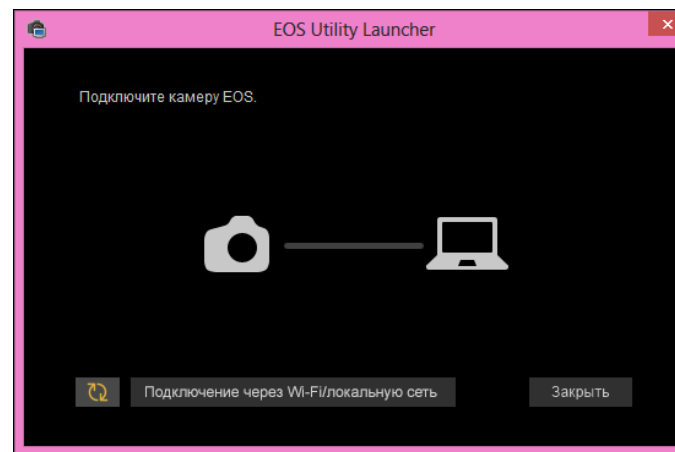 EOS Utility Launcher
Подключите камеру EOS.
Подключение через Wi-Fi/локальную сеть
Закрыть